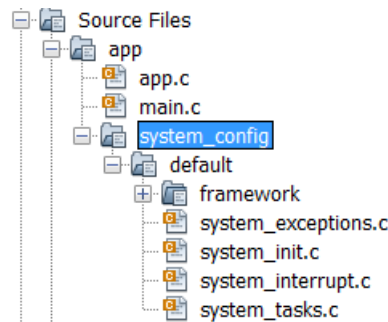 Source Files
app
app.c
main.c
system_config
default
framework
system_exceptions.c
system_init.c
system_interrupt.c
system_tasks.c